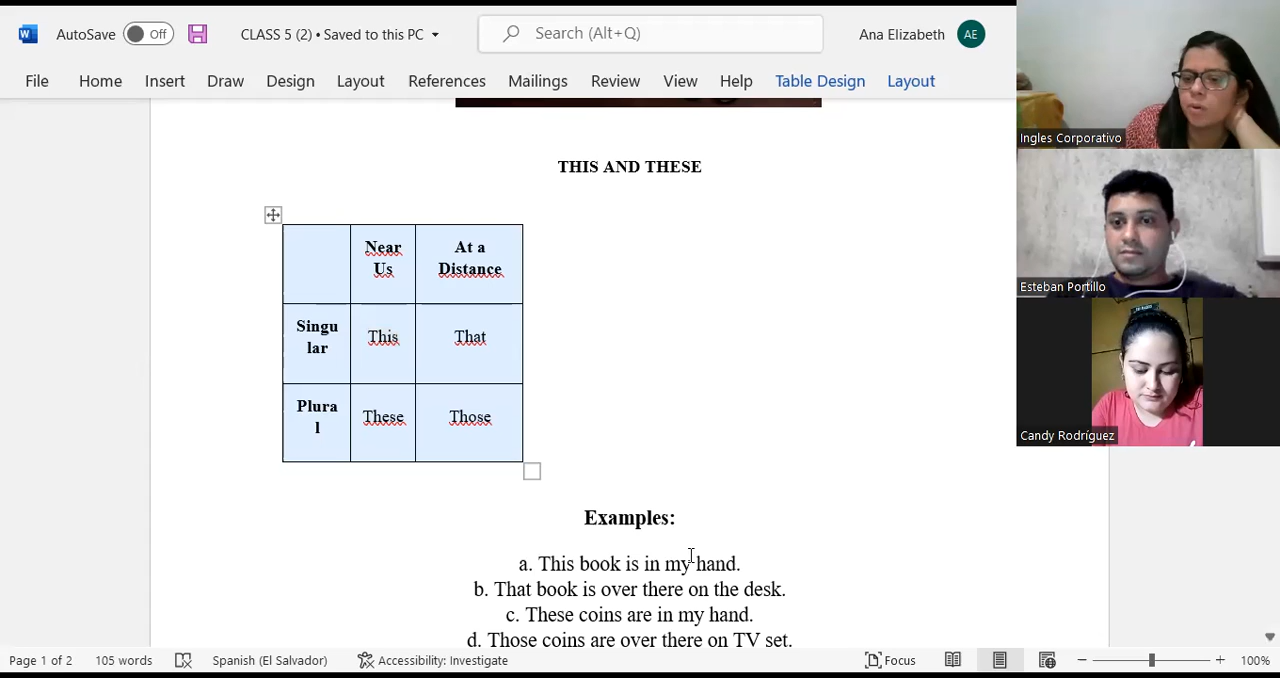 AutoSave Off CLASS 5 (2) • Saved to this PC Search (Alt+Q) Ana Elizabeth AE
File Home Insert Draw Design Layout References Mailings Review View Help Table Design Layout
THIS AND THESE
Near
Us
At a
Distance
Singu
lar
This
That
Plura
l
These
Those
Examples:
a. This book is in my hand.
b. That book is over there on the desk.
c. These coins are in my hand.
d. Those coins are over there on TV set.
Page 1 of 2 105 words Spanish (El Salvador) Accessibility: Investigate Focus 100%
Ingles Corporativo
Esteban Portillo
Candy Rodríguez